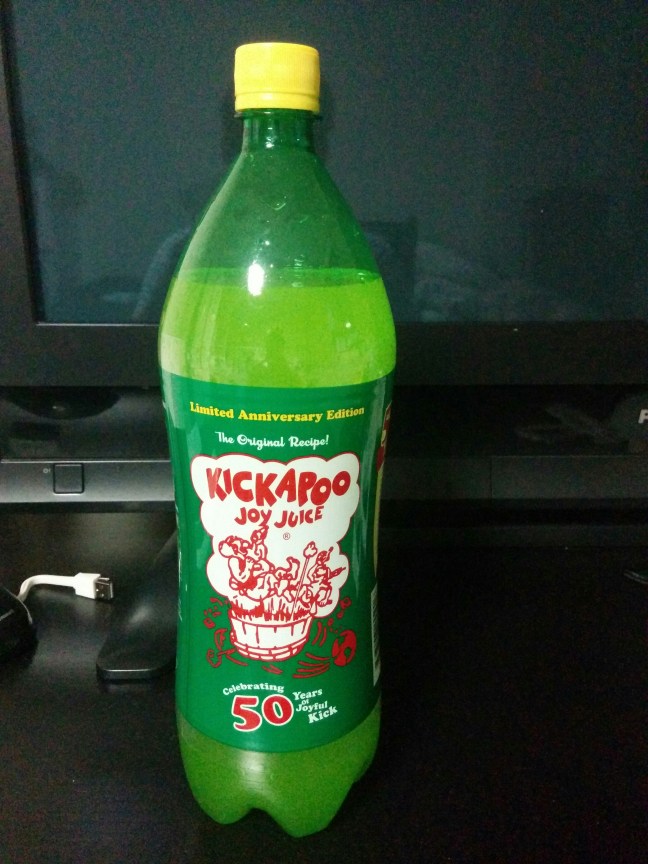 Limited Anniversary Edition
The Original Recipe!
KICKAPOO
JOY JUICE
®
Celebrating
50 Years
of
Joyful
Kick